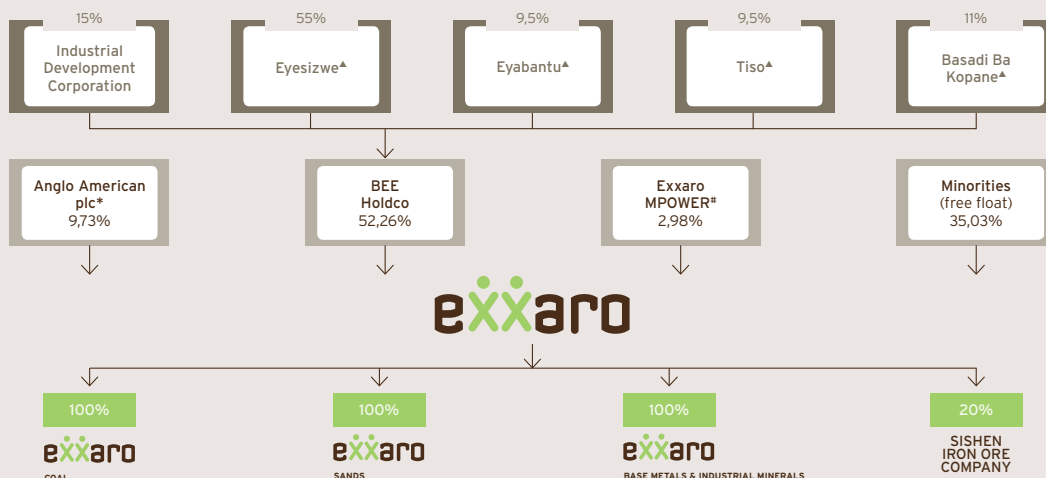 15%
55%
9,5%
9,5%
11%
Industrial
Development
Corporation
Eyesizwe▲
Eyabantu▲
Tiso▲
Basadi Ba
Kopane▲
Anglo American
plc*
9,73%
BEE
Holdco
52,26%
Exxaro
MPOWER#
2,98%
Minorities
(free float)
35,03%
exxaro
100%
100%
100%
20%
exxaro
COAL
exxaro
SANDS
exxaro
BASE METALS & INDUSTRIAL MINERALS
SISHEN
IRON ORE
COMPANY